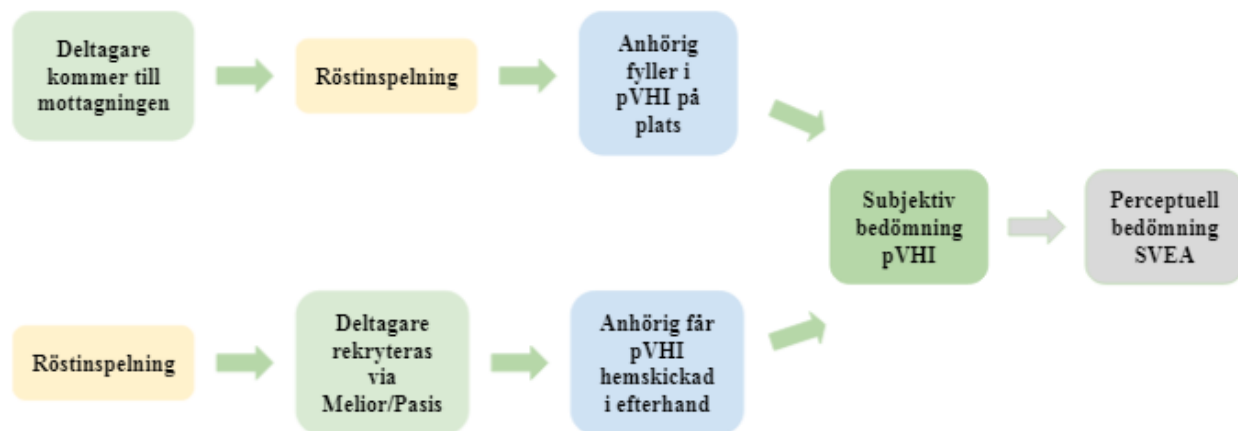 Deltagare
kommer till
mottagningen
Röstinspelning
Anhörig
fyller i
pVHI på
plats
Subjektiv
bedömning
pVHI
Perceptuell
bedömning
SVEA
Röstinspelning
Deltagare
rekryteras
via
Melior/Pasis
Anhörig får
pVHI
hemskickad
i efterhand